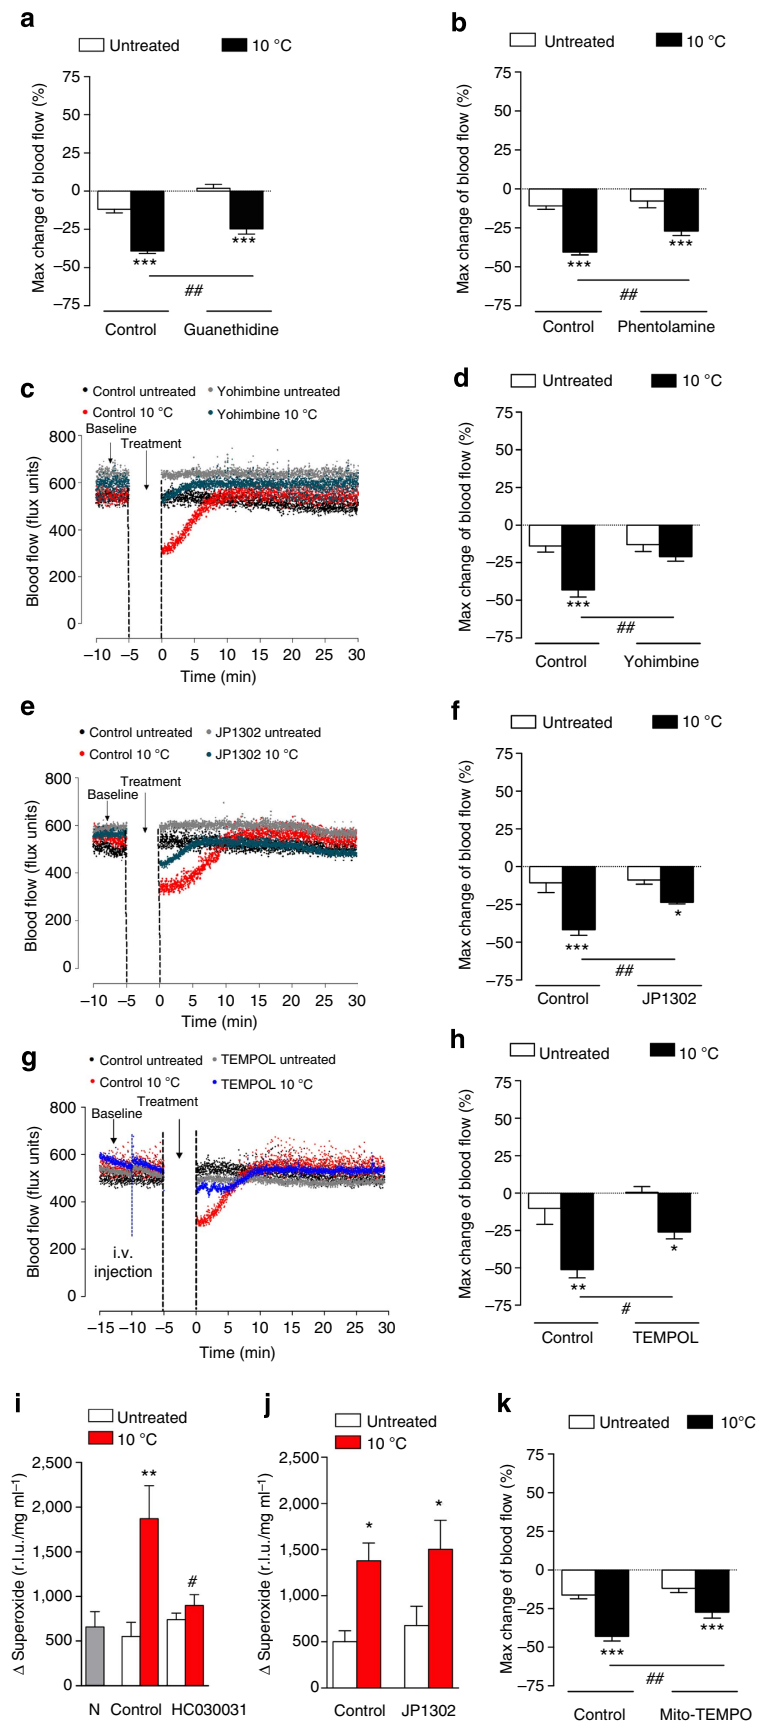 a
Untreated 10 °C
Max change of blood flow (%)
75
50
25
0
−25
−50
−75
***
***
##
Control Guanethidine
b
Untreated 10 °C
Max change of blood flow (%)
75
50
25
0
−25
−50
−75
***
***
##
Control Phentolamine
c
Control untreated Yohimbine untreated
Control 10 °C Yohimbine 10 °C
Baseline
Treatment
Blood flow (flux units)
800
600
400
200
0
−10 −5 0 5 10 15 20 25 30
Time (min)
d
Untreated 10 °C
Max change of blood flow (%)
75
50
25
0
−25
−50
−75
***
##
Control Yohimbine
e
Control untreated JP1302 untreated
Control 10 °C JP1302 10 °C
Treatment
Baseline
Blood flow (flux units)
800
600
400
200
0
−10 −5 0 5 10 15 20 25 30
Time (min)
f
Untreated 10 °C
Max change of blood flow (%)
75
50
25
0
−25
−50
−75
***
*
##
Control JP1302
g
Control untreated TEMPOL untreated
Control 10 °C TEMPOL 10 °C
Treatment
Baseline
Blood flow (flux units)
800
600
400
200
0
i.v.
injection
−15 −10 −5 0 5 10 15 20 25 30
Time (min)
h
Untreated 10 °C
Max change of blood flow (%)
75
50
25
0
−25
−50
−75
**
*
#
Control TEMPOL
i
Untreated
10 °C
Δ Superoxide (r.l.u./mg ml⁻¹)
2,500
2,000
1,500
1,000
500
0
**
#
N Control HC030031
j
Untreated
10 °C
Δ Superoxide (r.l.u./mg ml⁻¹)
2,500
2,000
1,500
1,000
500
0
*
*
Control JP1302
k
Untreated 10°C
Max change of blood flow (%)
75
50
25
0
−25
−50
−75
***
***
##
Control Mito-TEMPO